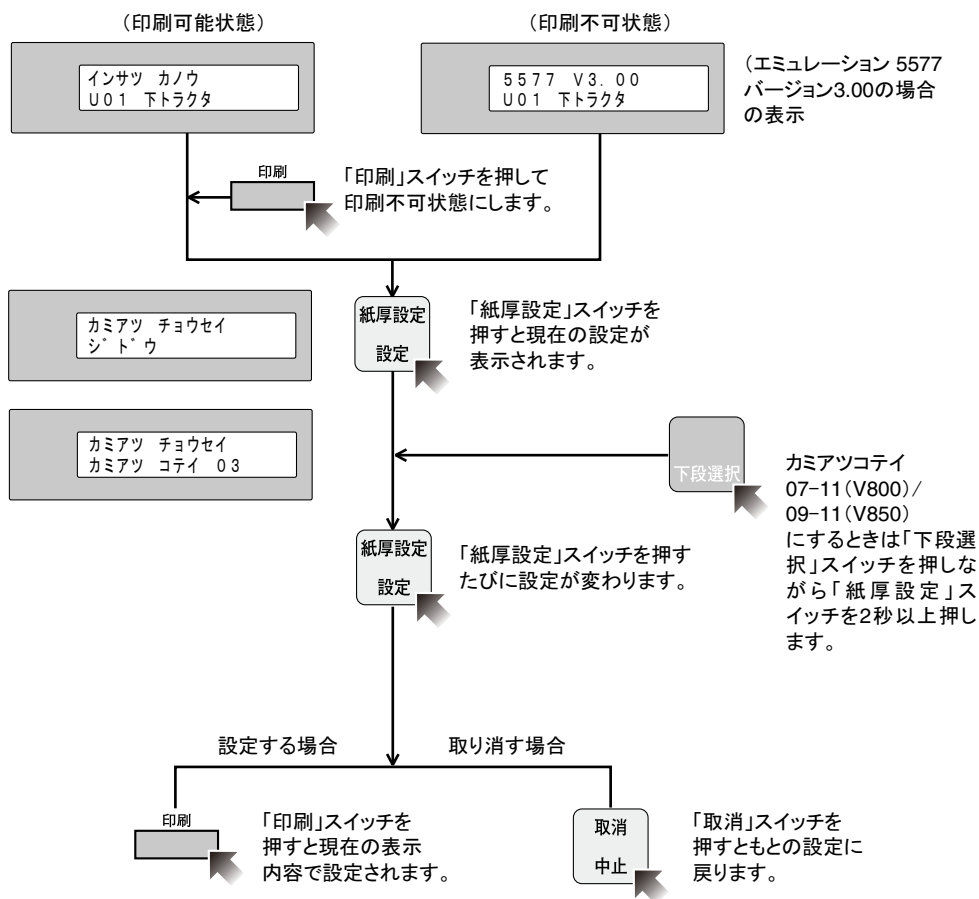 （印刷可能状態）
（印刷不可状態）
インサツ カノウ
U01 下トラクタ
5577 V3.00
U01 下トラクタ
（エミュレーション 5577
バージョン3.00の場合
の表示
印刷
「印刷」スイッチを押して
印刷不可状態にします。
カミアツ チョウセイ
シ゛ト゛ウ
紙厚設定
設定
「紙厚設定」スイッチを
押すと現在の設定が
表示されます。
カミアツ チョウセイ
カミアツ コテイ 03
下段選択
カミアツコテイ
07-11（V800）/
09-11（V850）
にするときは「下段選
択」スイッチを押しな
がら「紙厚設定」ス
イッチを2秒以上押し
ます。
紙厚設定
設定
「紙厚設定」スイッチを押す
たびに設定が変わります。
設定する場合
取り消す場合
印刷
「印刷」スイッチを
押すと現在の表示
内容で設定されます。
取消
中止
「取消」スイッチを
押すともとの設定に
戻ります。